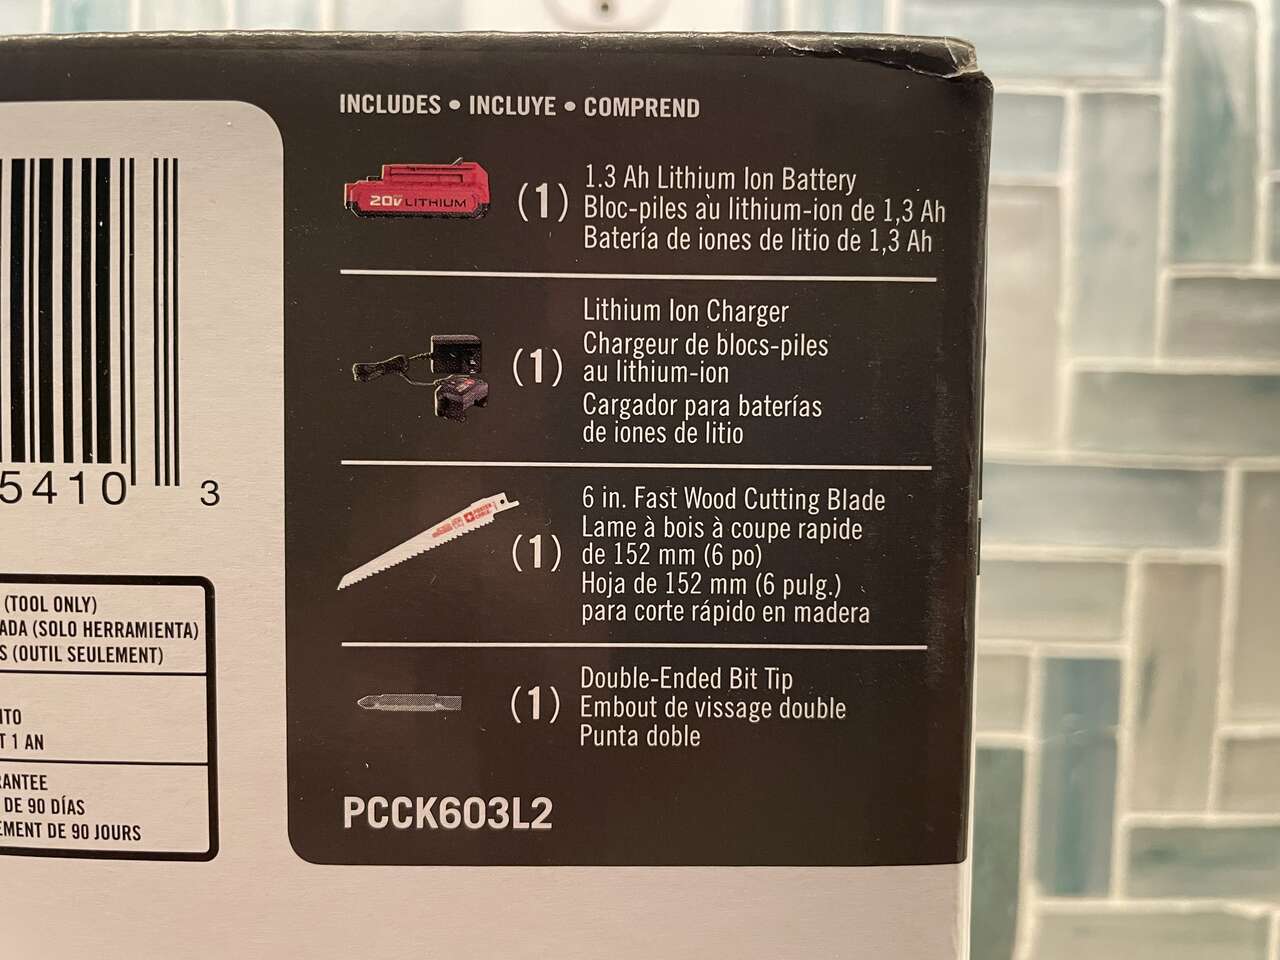 INCLUDES • INCLUYE • COMPREND
20V LITHIUM
(1)
1.3 Ah Lithium Ion Battery
Bloc-piles au lithium-ion de 1,3 Ah
Batería de iones de litio de 1,3 Ah
(1)
Lithium Ion Charger
Chargeur de blocs-piles
au lithium-ion
Cargador para baterías
de iones de litio
(1)
6 in. Fast Wood Cutting Blade
Lame à bois à coupe rapide
de 152 mm (6 po)
Hoja de 152 mm (6 pulg.)
para corte rápido en madera
(1)
Double-Ended Bit Tip
Embout de vissage double
Punta doble
PCCK603L2
5410 3
(TOOL ONLY)
ADA (SOLO HERRAMIENTA)
S (OUTIL SEULEMENT)
ITO
T 1 AN
RANTEE
DE 90 DÍAS
EMENT DE 90 JOURS